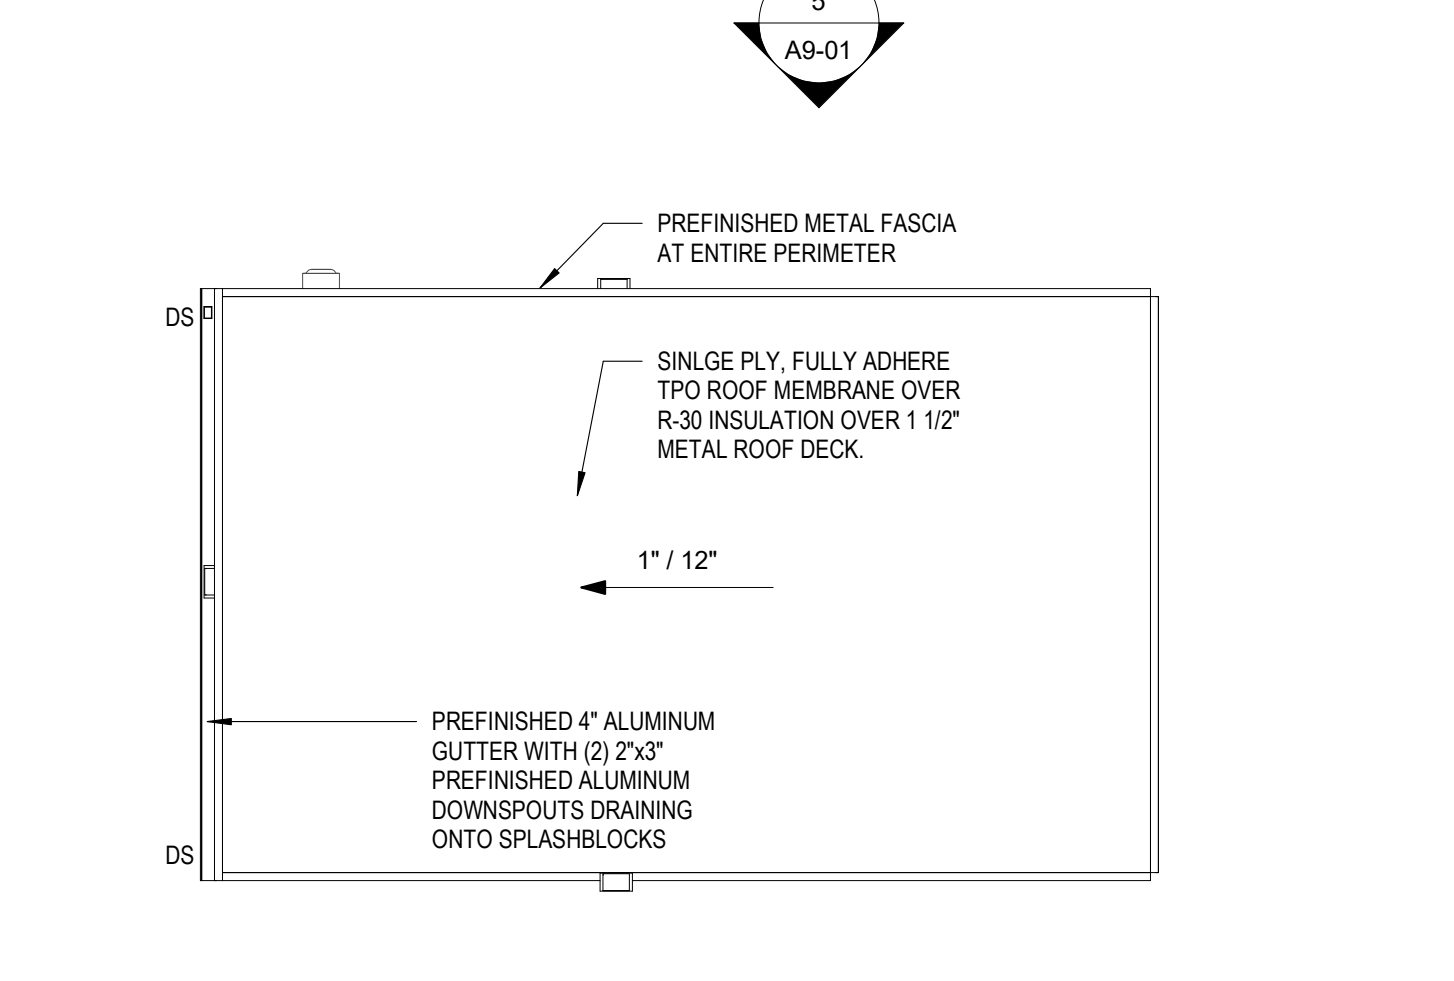 5
A9-01
PREFINISHED METAL FASCIA
AT ENTIRE PERIMETER
DS
SINLGE PLY, FULLY ADHERE
TPO ROOF MEMBRANE OVER
R-30 INSULATION OVER 1 1/2"
METAL ROOF DECK.
1" / 12"
PREFINISHED 4" ALUMINUM
GUTTER WITH (2) 2"x3"
PREFINISHED ALUMINUM
DOWNSPOUTS DRAINING
ONTO SPLASHBLOCKS
DS